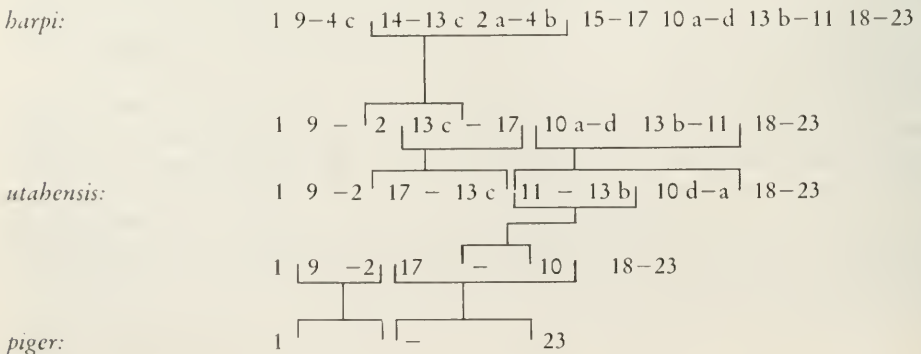 harpi: 1 9–4 c 14–13 c 2 a–4 b 15–17 10 a–d 13 b–11 18–23
1 9 – 2 13 c – 17 10 a–d 13 b–11 18–23
utahensis: 1 9 –2 17 – 13 c 11 – 13 b 10 d–a 18–23
1 9 –2 17 – 10 18–23
piger: 1 – 23